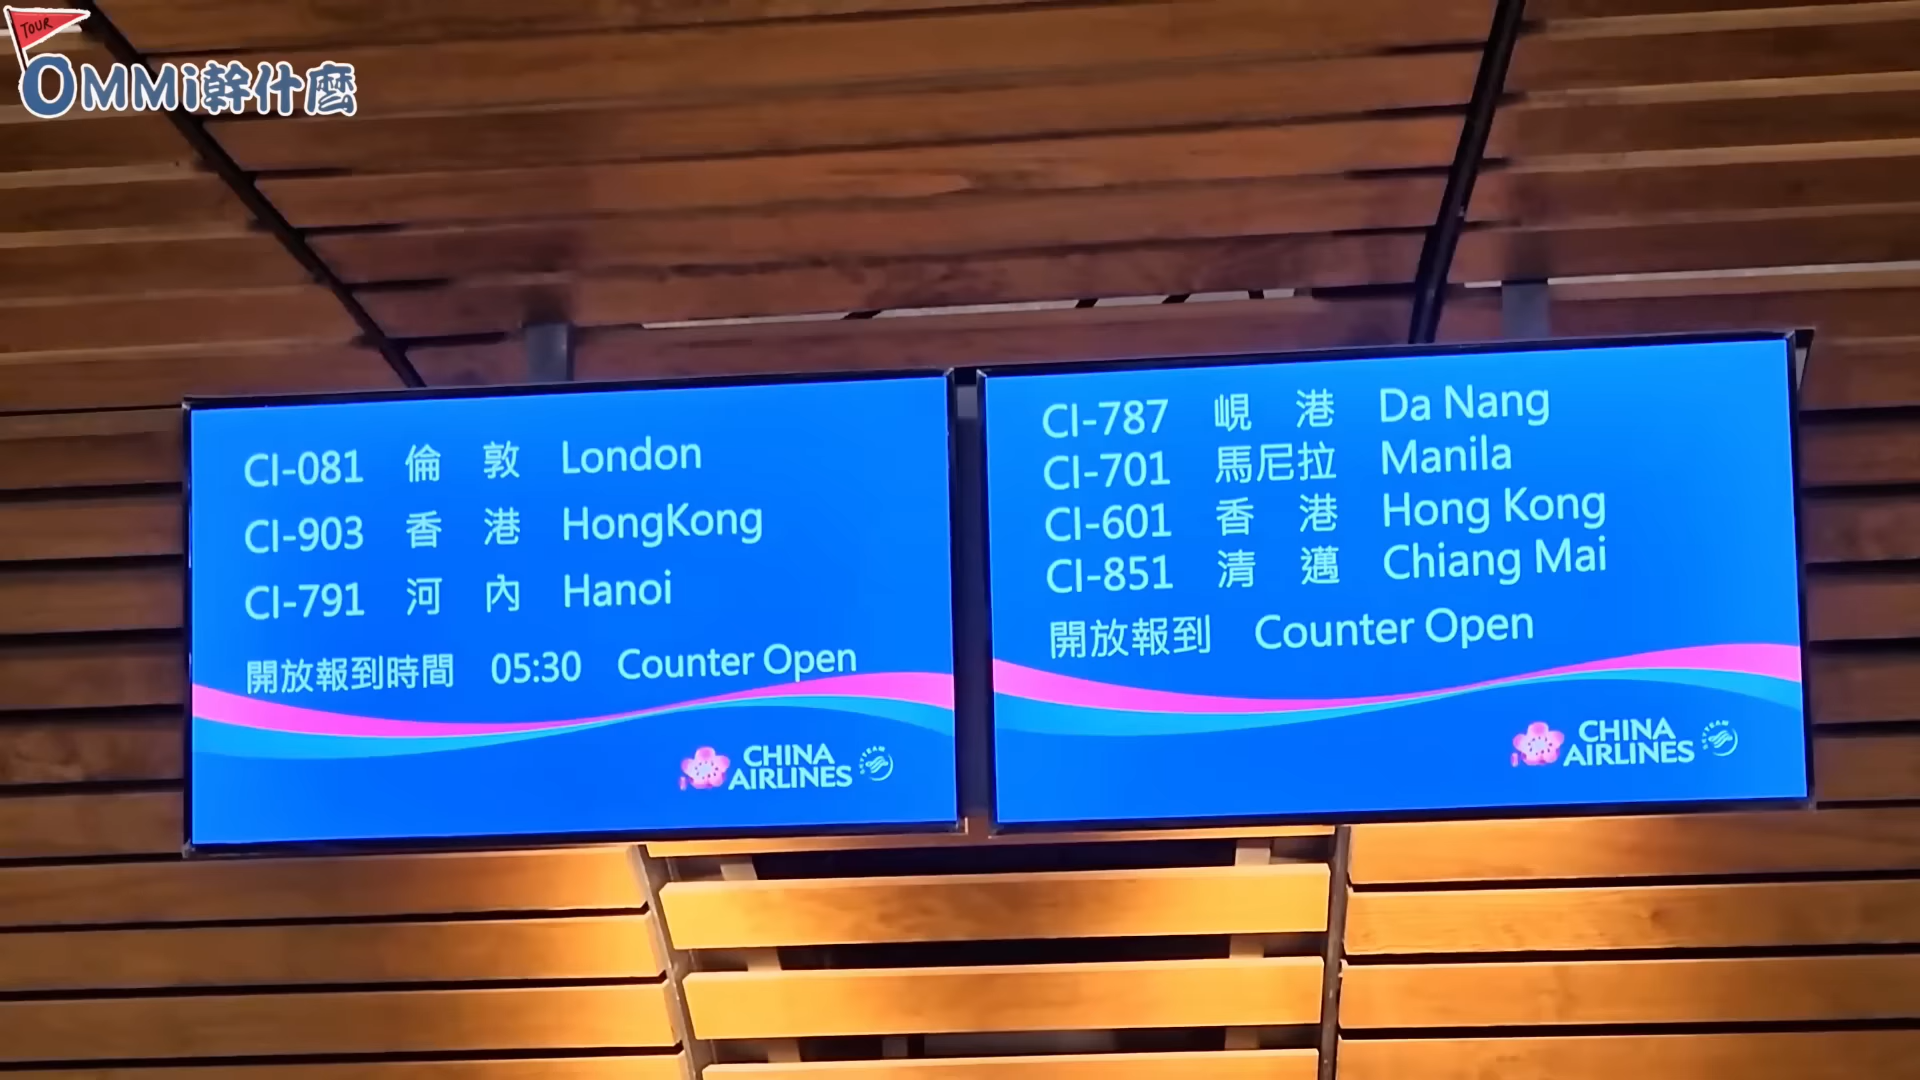 TOUR
OMMi幹什麼
CI-081 倫敦 London
CI-903 香港 HongKong
CI-791 河內 Hanoi
開放報到時間 05:30 Counter Open
CHINA AIRLINES
SKYTEAM
CI-787 峴港 Da Nang
CI-701 馬尼拉 Manila
CI-601 香港 Hong Kong
CI-851 清邁 Chiang Mai
開放報到 Counter Open
CHINA AIRLINES
SKYTEAM